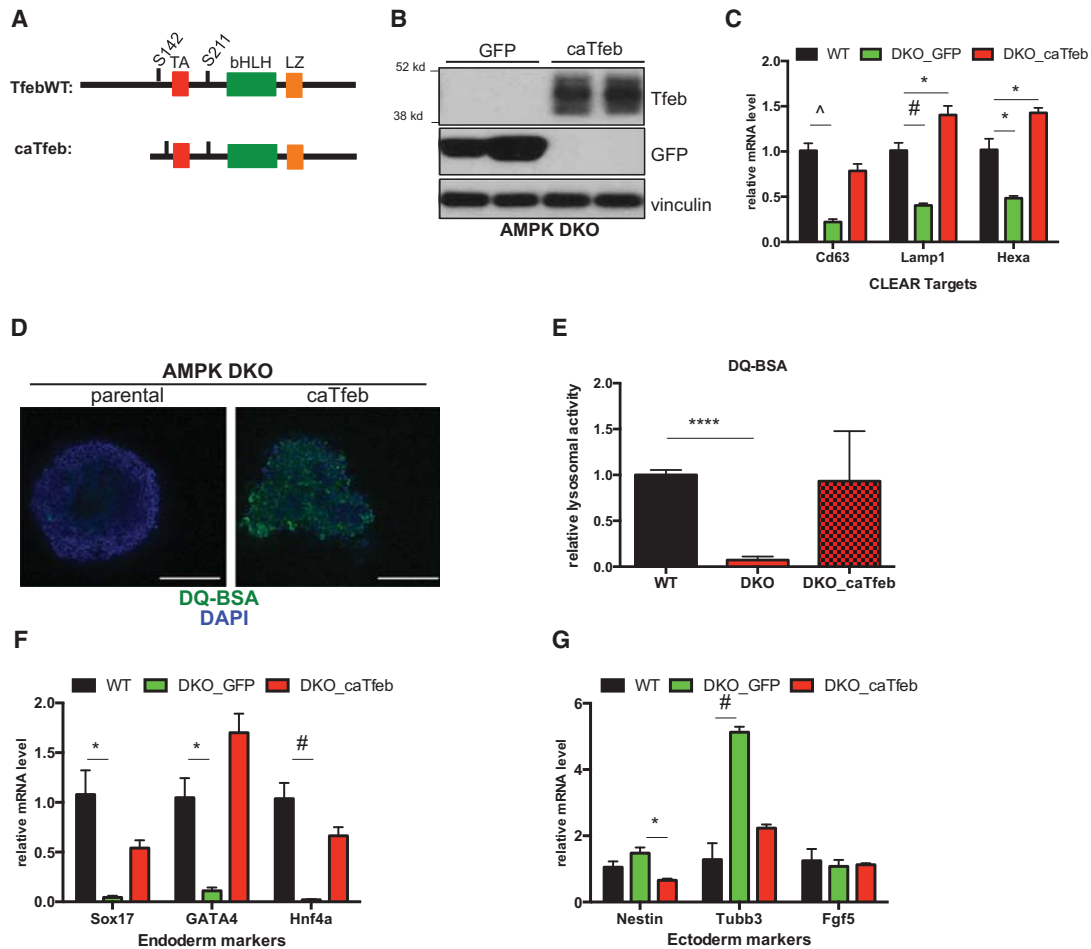 A
S142
TA
S211
bHLH
LZ
TfebWT:
caTfeb:
B
GFP
caTfeb
52 kd
38 kd
Tfeb
GFP
vinculin
AMPK DKO
C
WT
DKO_GFP
DKO_caTfeb
relative mRNA level
2.0
1.5
1.0
0.5
0.0
^
#
*
*
*
Cd63
Lamp1
Hexa
CLEAR Targets
D
AMPK DKO
parental
caTfeb
DQ-BSA
DAPI
E
DQ-BSA
relative lysosomal activity
2.0
1.5
1.0
0.5
0.0
****
WT
DKO
DKO_caTfeb
F
WT
DKO_GFP
DKO_caTfeb
relative mRNA level
2.0
1.5
1.0
0.5
0.0
*
*
#
Sox17
GATA4
Hnf4a
Endoderm markers
G
WT
DKO_GFP
DKO_caTfeb
relative mRNA level
6
4
2
0
*
#
Nestin
Tubb3
Fgf5
Ectoderm markers